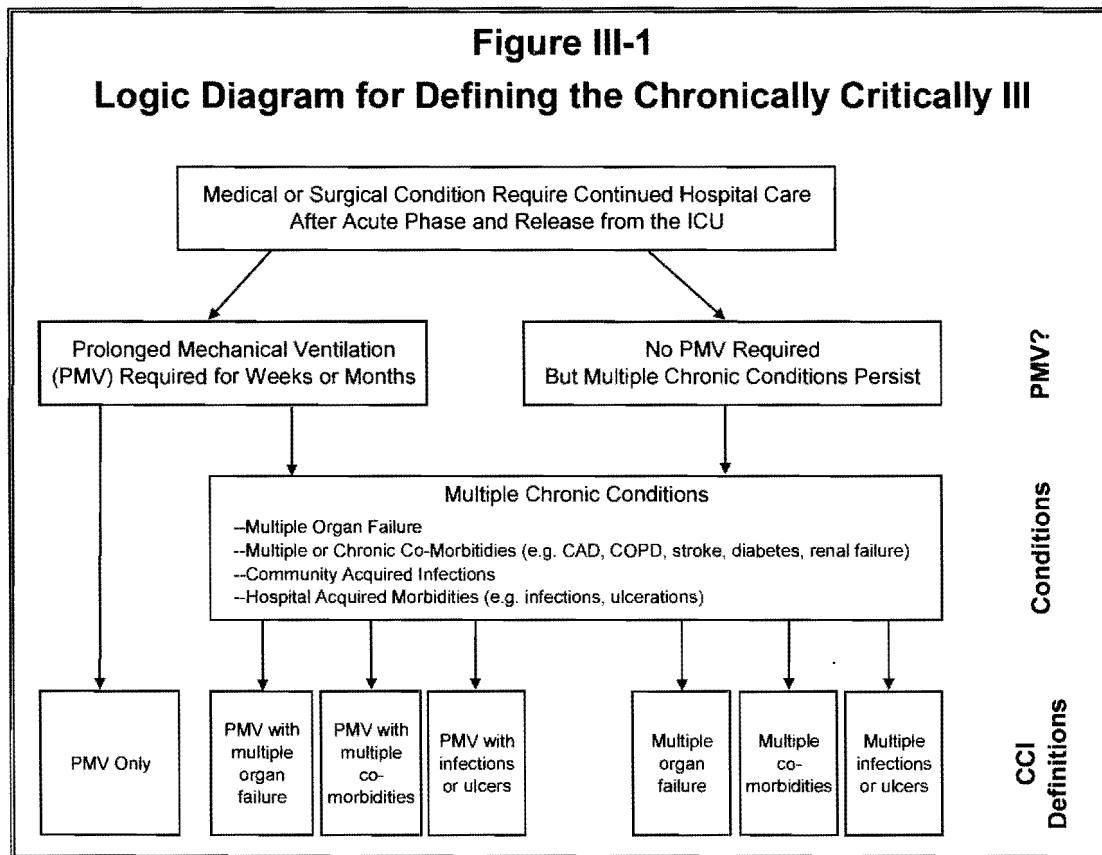 Figure III-1
Logic Diagram for Defining the Chronically Critically Ill
Medical or Surgical Condition Require Continued Hospital Care
After Acute Phase and Release from the ICU
Prolonged Mechanical Ventilation
(PMV) Required for Weeks or Months
No PMV Required
But Multiple Chronic Conditions Persist
PMV?
Multiple Chronic Conditions
--Multiple Organ Failure
--Multiple or Chronic Co-Morbitidies (e.g. CAD, COPD, stroke, diabetes, renal failure)
--Community Acquired Infections
--Hospital Acquired Morbidities (e.g. infections, ulcerations)
Conditions
PMV Only
PMV with
multiple
organ
failure
PMV with
multiple
co-
morbidities
PMV with
infections
or ulcers
Multiple
organ
failure
Multiple
co-
morbidities
Multiple
infections
or ulcers
CCI
Definitions